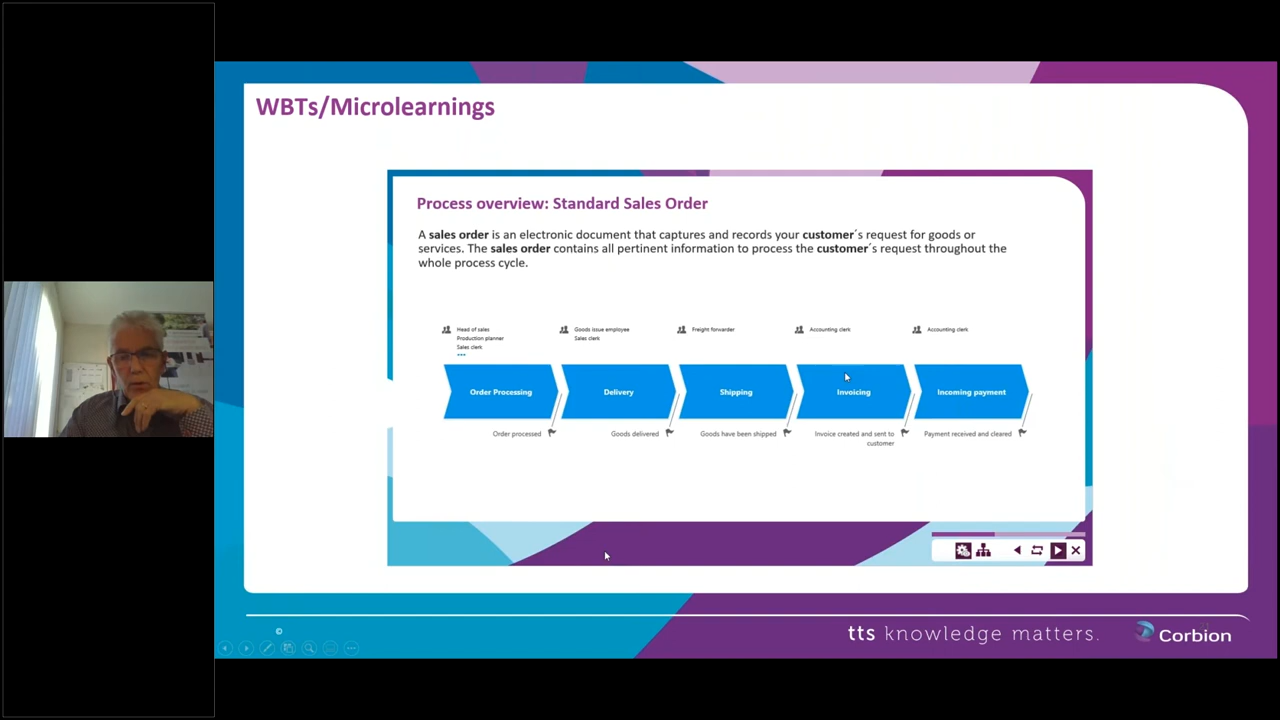 WBTs/Microlearnings
Process overview: Standard Sales Order
A sales order is an electronic document that captures and records your customer´s request for goods or
services. The sales order contains all pertinent information to process the customer´s request throughout the
whole process cycle.
Head of sales
Production planner
Sales clerk
Goods issue employee
Sales clerk
Freight forwarder
Accounting clerk
Accounting clerk
Order Processing
Delivery
Shipping
Invoicing
Incoming payment
Order processed
Goods delivered
Goods have been shipped
Invoice created and sent to
customer
Payment received and cleared
©
tts knowledge matters.
Corbion